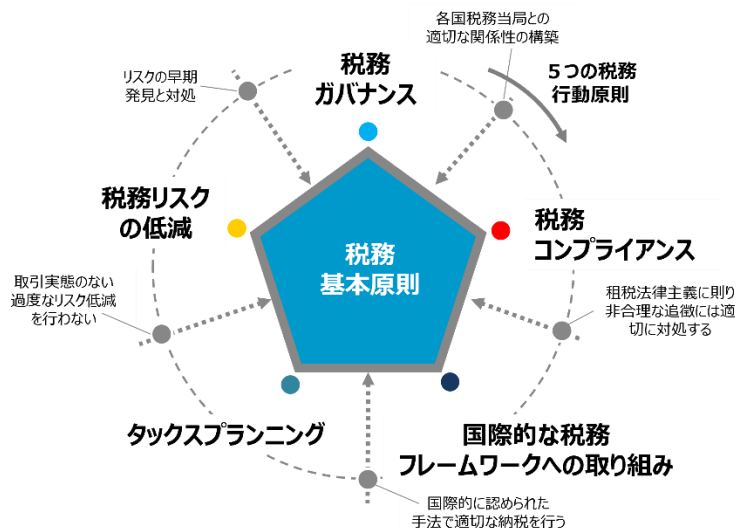 各国税務当局との
適切な関係性の構築
税務
ガバナンス
5つの税務
行動原則
リスクの早期
発見と対処
税務リスク
の低減
税務
コンプライアンス
税務
基本原則
取引実態のない
過度なリスク低減
を行わない
租税法律主義に則り
非合理な追徴には適
切に対処する
タックスプランニング
国際的な税務
フレームワークへの取り組み
国際的に認められた
手法で適切な納税を行う